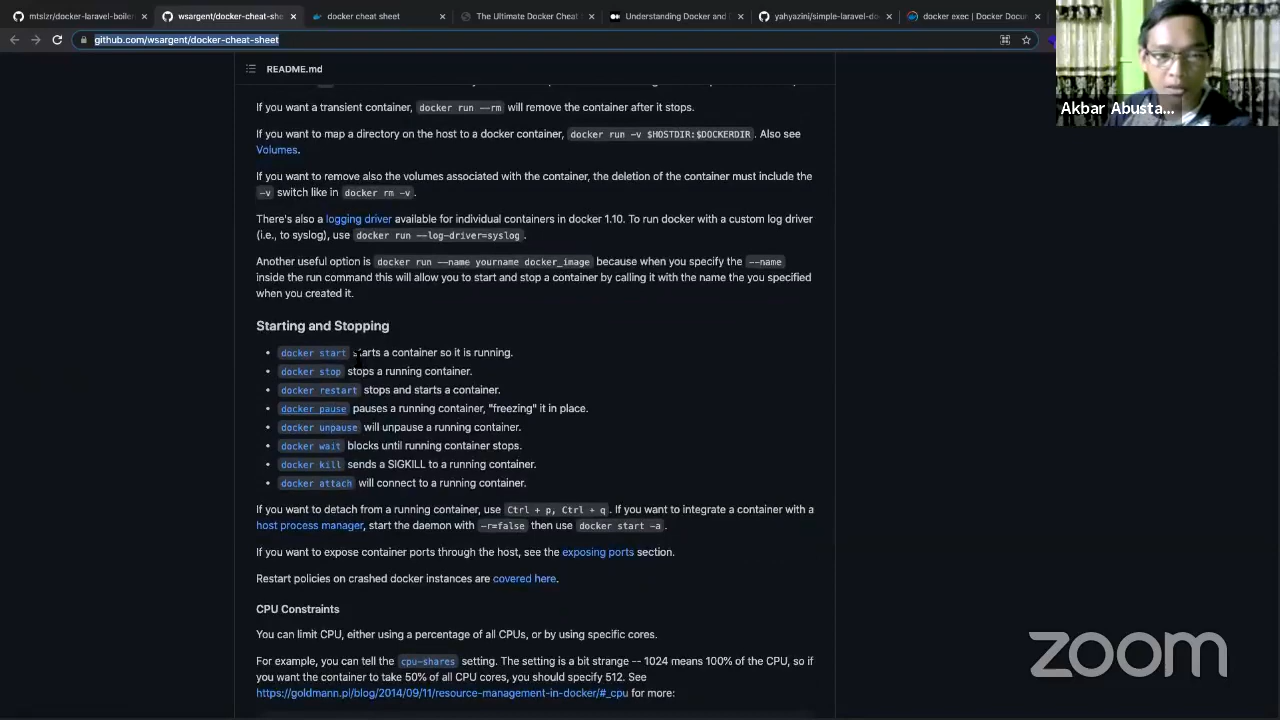 mtslzr/docker-laravel-boiler
wsargent/docker-cheat-sh
docker cheat sheet
The Ultimate Docker Cheat
Understanding Docker and
yahyazini/simple-laravel-do
docker exec | Docker Docu
github.com/wsargent/docker-cheat-sheet
Akbar Abusta...
README.md
If you want a transient container, docker run --rm will remove the container after it stops.
If you want to map a directory on the host to a docker container, docker run -v $HOSTDIR:$DOCKERDIR. Also see
Volumes.
If you want to remove also the volumes associated with the container, the deletion of the container must include the
-v switch like in docker rm -v.
There's also a logging driver available for individual containers in docker 1.10. To run docker with a custom log driver
(i.e., to syslog), use docker run --log-driver=syslog.
Another useful option is docker run --name yourname docker_image because when you specify the --name
inside the run command this will allow you to start and stop a container by calling it with the name the you specified
when you created it.
Starting and Stopping
docker start starts a container so it is running.
docker stop stops a running container.
docker restart stops and starts a container.
docker pause pauses a running container, "freezing" it in place.
docker unpause will unpause a running container.
docker wait blocks until running container stops.
docker kill sends a SIGKILL to a running container.
docker attach will connect to a running container.
If you want to detach from a running container, use Ctrl + p, Ctrl + q. If you want to integrate a container with a
host process manager, start the daemon with -r=false then use docker start -a.
If you want to expose container ports through the host, see the exposing ports section.
Restart policies on crashed docker instances are covered here.
CPU Constraints
You can limit CPU, either using a percentage of all CPUs, or by using specific cores.
For example, you can tell the cpu-shares setting. The setting is a bit strange -- 1024 means 100% of the CPU, so if
you want the container to take 50% of all CPU cores, you should specify 512. See
https://goldmann.pl/blog/2014/09/11/resource-management-in-docker/#_cpu for more:
zoom